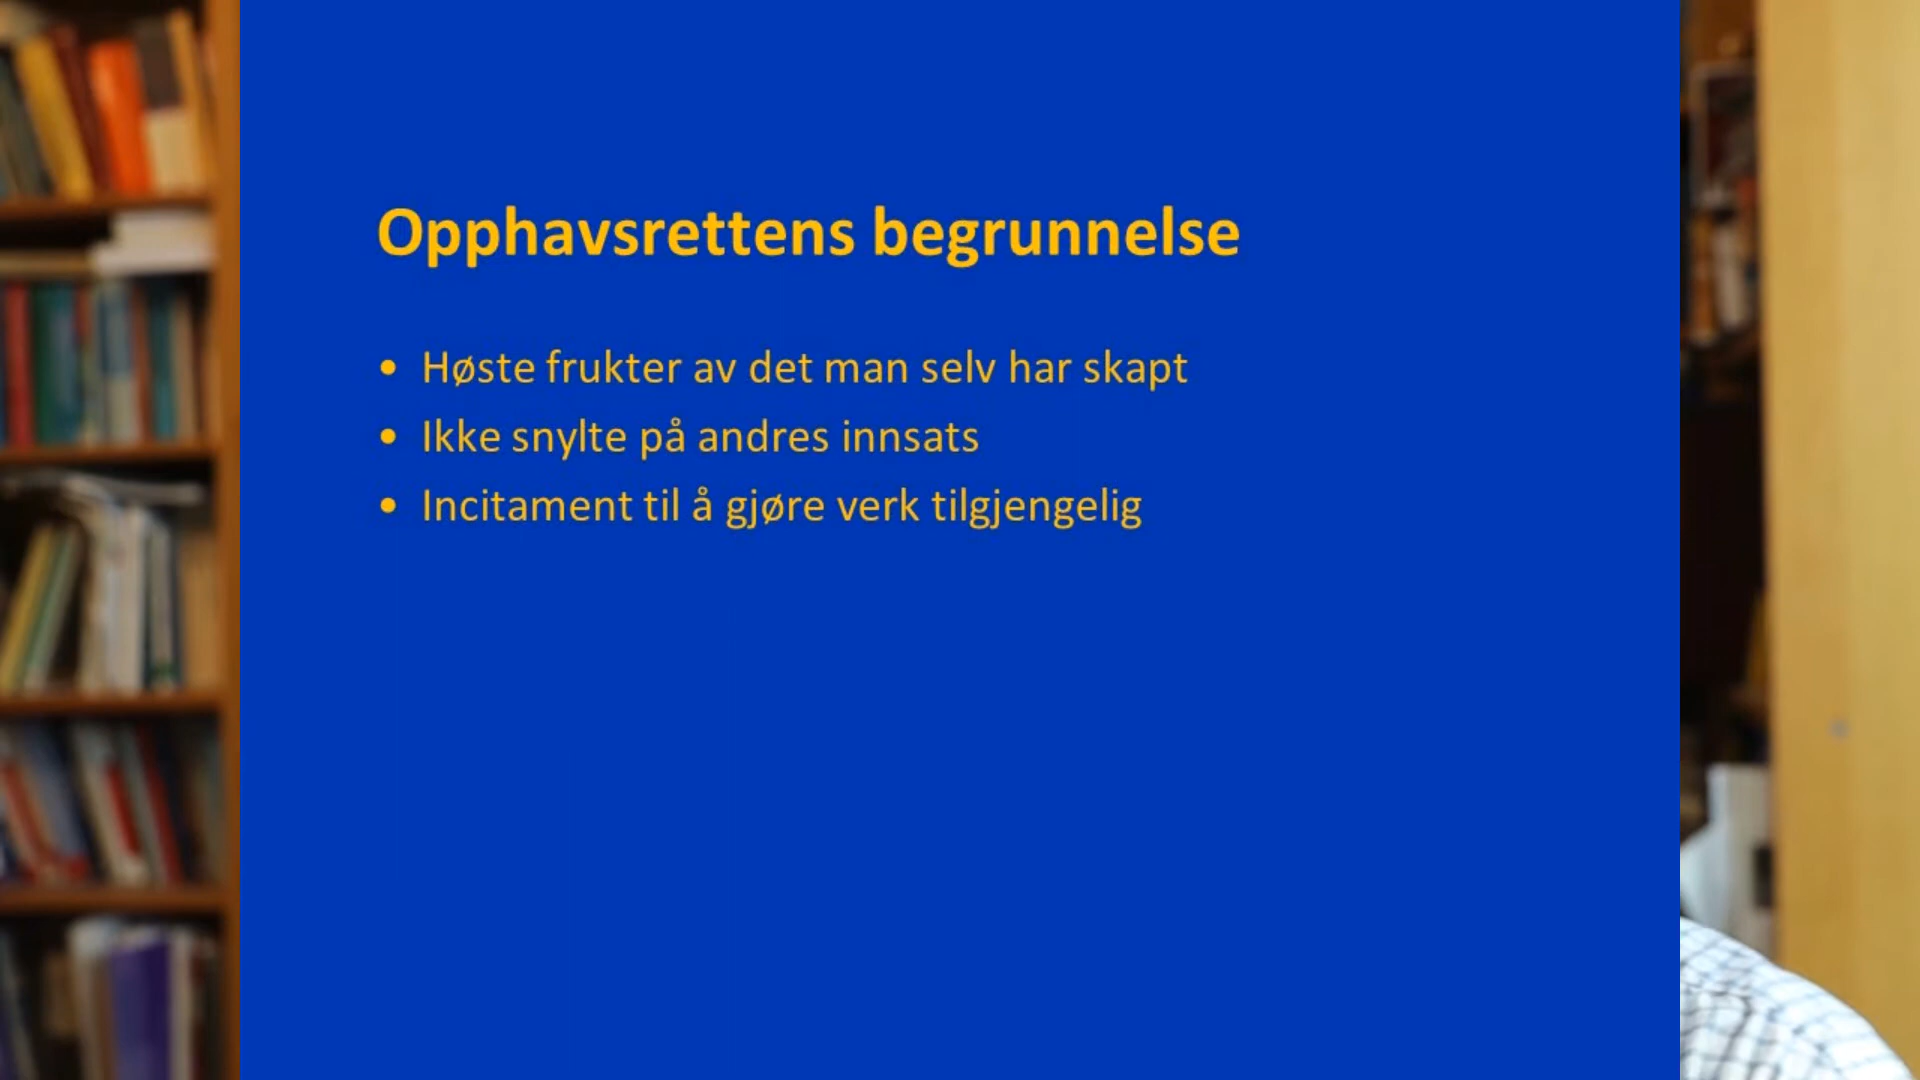 Opphavsrettens begrunnelse
• Høste frukter av det man selv har skapt
• Ikke snylte på andres innsats
• Incitament til å gjøre verk tilgjengelig